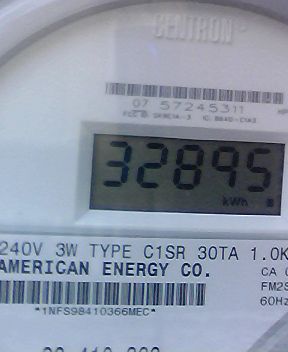 CENTRON®
07 57245311
32895
kWh
240V 3W TYPE C1SR 30TA 1.0K
AMERICAN ENERGY CO.
CA
FM2S
60Hz
*1NFS98410366MEC*